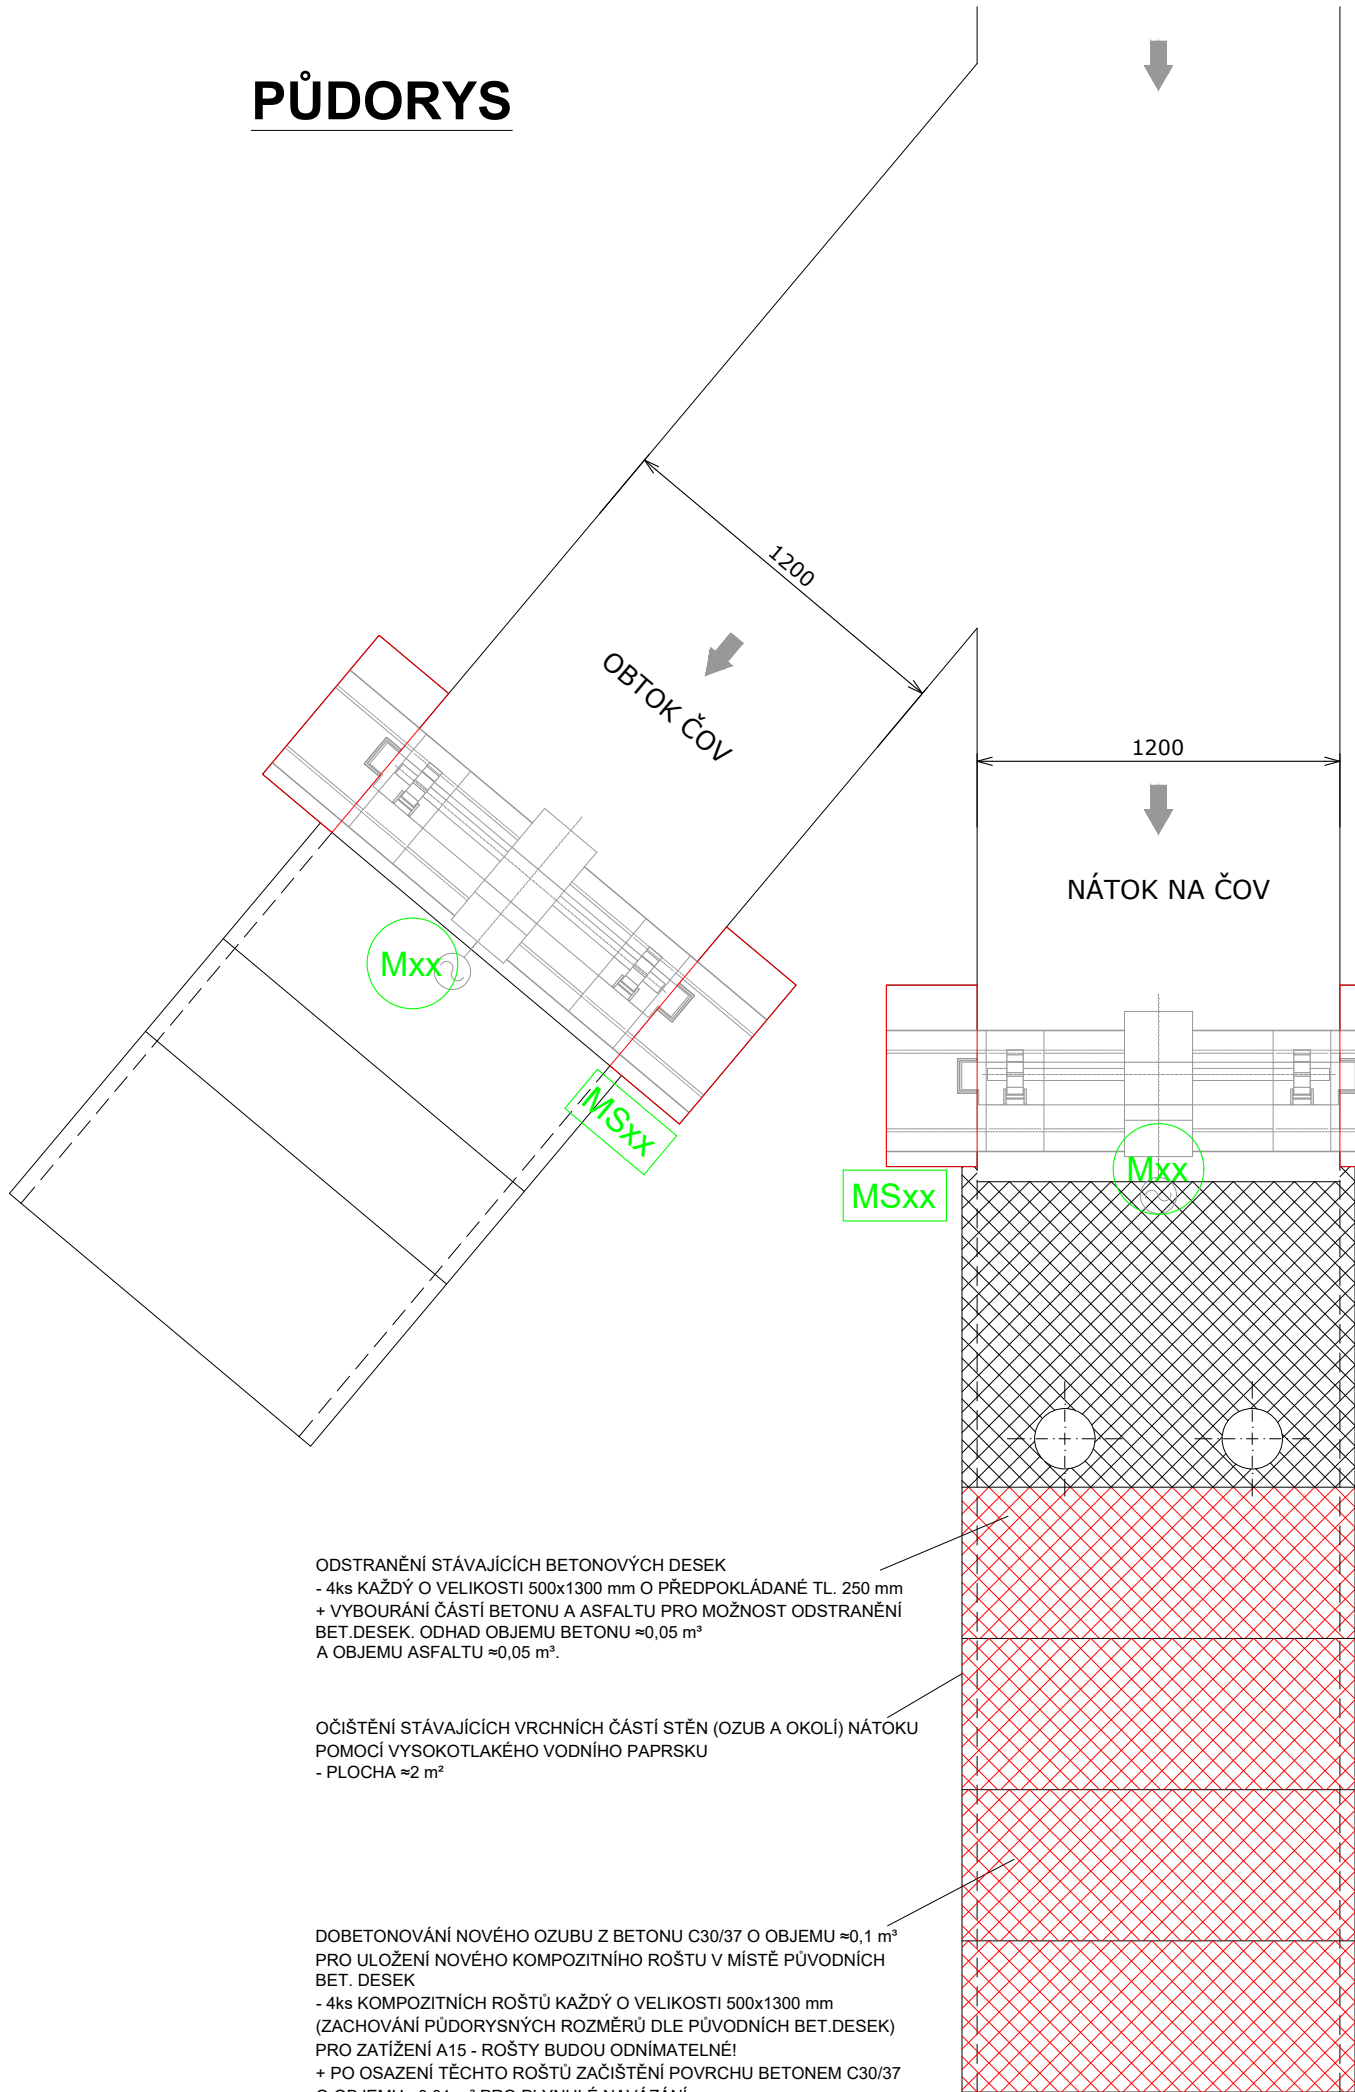 PŮDORYS
1200
OBTOK ČOV
1200
NÁTOK NA ČOV
Mxx
MSxx
Mxx
MSxx
ODSTRANĚNÍ STÁVAJÍCÍCH BETONOVÝCH DESEK
- 4ks KAŽDÝ O VELIKOSTI 500x1300 mm O PŘEDPOKLÁDANÉ TL. 250 mm
+ VYBOURÁNÍ ČÁSTÍ BETONU A ASFALTU PRO MOŽNOST ODSTRANĚNÍ
BET.DESEK. ODHAD OBJEMU BETONU ≈0,05 m³
A OBJEMU ASFALTU ≈0,05 m³.
OČIŠTĚNÍ STÁVAJÍCÍCH VRCHNÍCH ČÁSTÍ STĚN (OZUB A OKOLÍ) NÁTOKU
POMOCÍ VYSOKOTLAKÉHO VODNÍHO PAPRSKU
- PLOCHA ≈2 m²
DOBETONOVÁNÍ NOVÉHO OZUBU Z BETONU C30/37 O OBJEMU ≈0,1 m³
PRO ULOŽENÍ NOVÉHO KOMPOZITNÍHO ROŠTU V MÍSTĚ PŮVODNÍCH
BET. DESEK
- 4ks KOMPOZITNÍCH ROŠTŮ KAŽDÝ O VELIKOSTI 500x1300 mm
(ZACHOVÁNÍ PŮDORYSNÝCH ROZMĚRŮ DLE PŮVODNÍCH BET.DESEK)
PRO ZATÍŽENÍ A15 - ROŠTY BUDOU ODNÍMATELNÉ!
+ PO OSAZENÍ TĚCHTO ROŠTŮ ZAČIŠTĚNÍ POVRCHU BETONEM C30/37